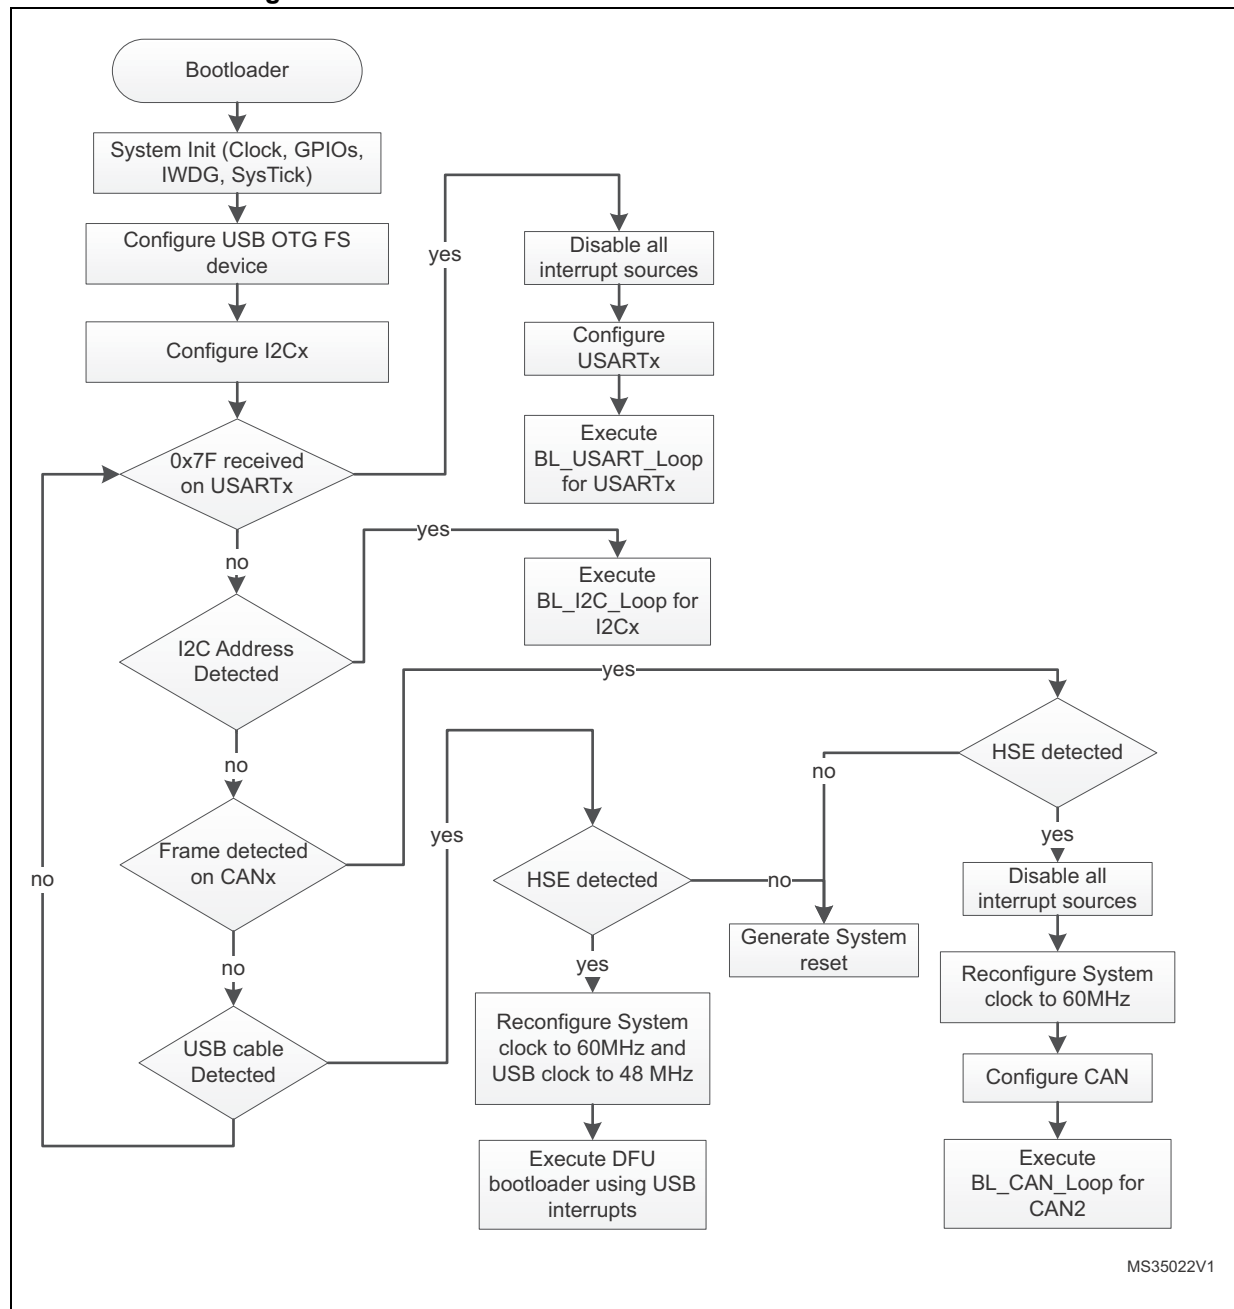 Bootloader
System Init (Clock, GPIOs,
IWDG, SysTick)
Configure USB OTG FS
device
Configure I2Cx
0x7F received
on USARTx
yes
Disable all
interrupt sources
Configure
USARTx
Execute
BL_USART_Loop
for USARTx
no
I2C Address
Detected
yes
Execute
BL_I2C_Loop for
I2Cx
no
Frame detected
on CANx
yes
HSE detected
no
yes
Disable all
interrupt sources
Reconfigure System
clock to 60MHz
Configure CAN
Execute
BL_CAN_Loop for
CAN2
no
USB cable
Detected
yes
HSE detected
no
Generate System
reset
yes
Reconfigure System
clock to 60MHz and
USB clock to 48 MHz
Execute DFU
bootloader using USB
interrupts
no
MS35022V1